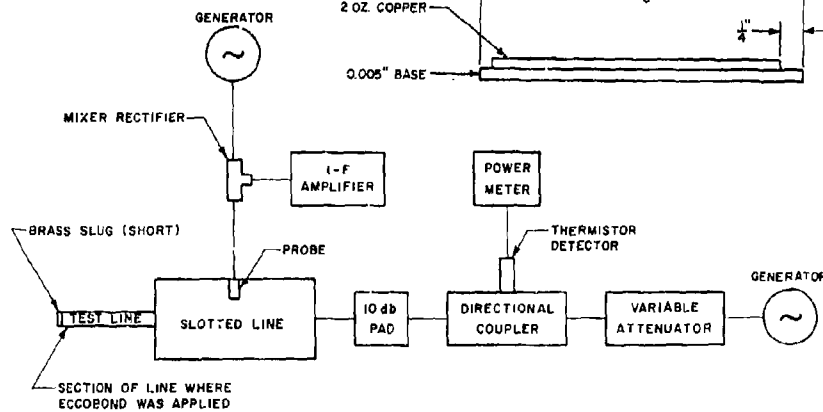 GENERATOR
2 OZ. COPPER
1/4"
0.005" BASE
MIXER RECTIFIER
I-F
AMPLIFIER
POWER
METER
BRASS SLUG (SHORT)
PROBE
THERMISTOR
DETECTOR
GENERATOR
TEST LINE
SLOTTED LINE
10 db
PAD
DIRECTIONAL
COUPLER
VARIABLE
ATTENUATOR
SECTION OF LINE WHERE
ECCOBOND WAS APPLIED